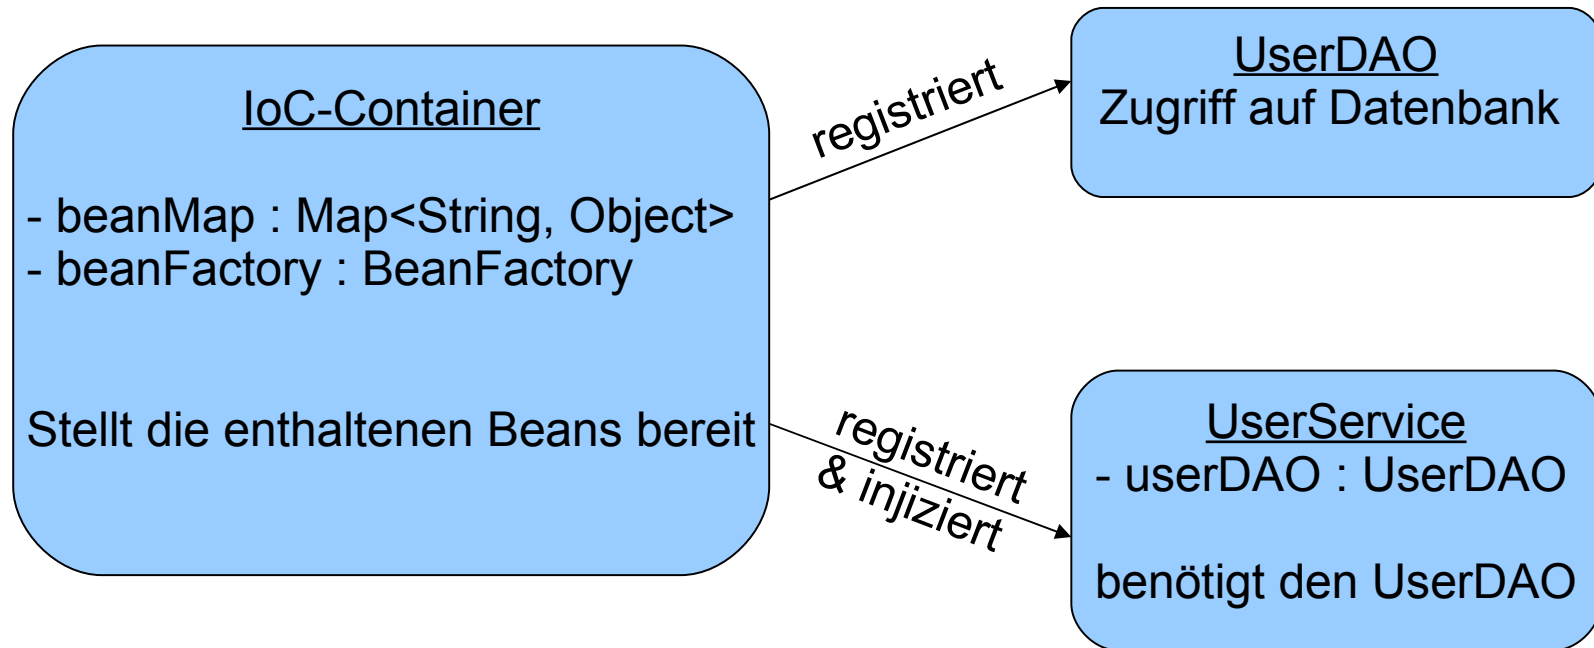 IoC-Container
- beanMap : Map<String, Object>
- beanFactory : BeanFactory
Stellt die enthaltenen Beans bereit
registriert
UserDAO
Zugriff auf Datenbank
registriert
& injiziert
UserService
- userDAO : UserDAO
benötigt den UserDAO